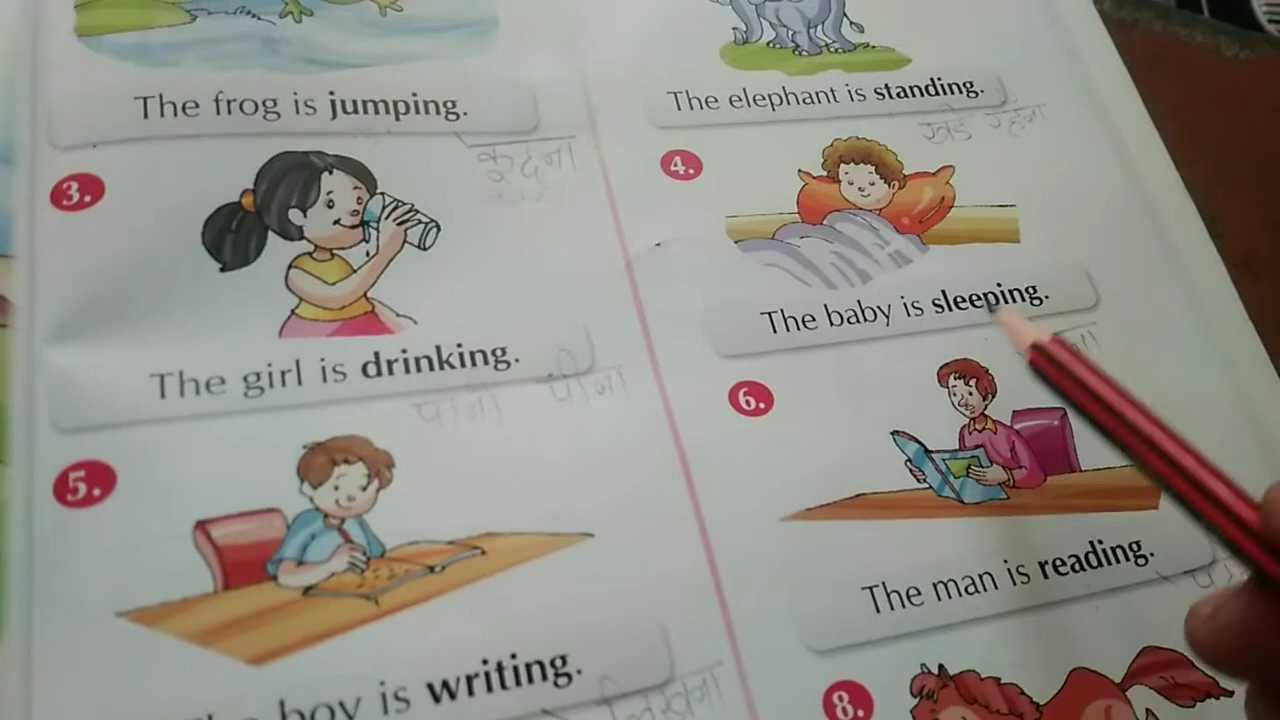 The frog is jumping.
कूदना
The elephant is standing.
खड़े रहना
3.
The girl is drinking.
पानी पीना
4.
The baby is sleeping.
5.
boy is writing.
लिखना
6.
The man is reading.
8.